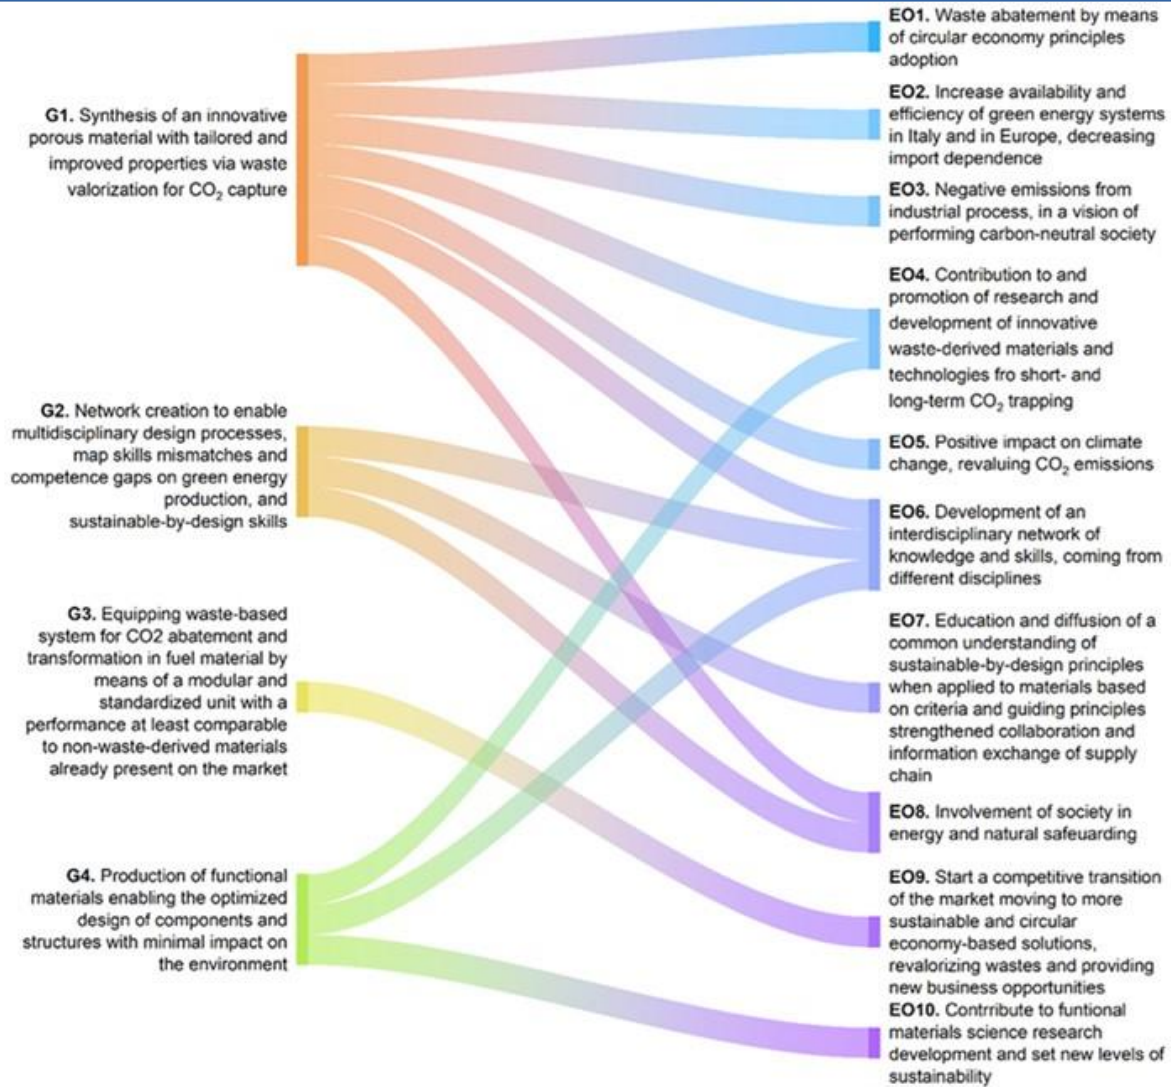 G1. Synthesis of an innovative
porous material with tailored and
improved properties via waste
valorization for CO₂ capture
G2. Network creation to enable
multidisciplinary design processes,
map skills mismatches and
competence gaps on green energy
production, and
sustainable-by-design skills
G3. Equipping waste-based
system for CO2 abatement and
transformation in fuel material by
means of a modular and
standardized unit with a
performance at least comparable
to non-waste-derived materials
already present on the market
G4. Production of functional
materials enabling the optimized
design of components and
structures with minimal impact on
the environment
EO1. Waste abatement by means
of circular economy principles
adoption
EO2. Increase availability and
efficiency of green energy systems
in Italy and in Europe, decreasing
import dependence
EO3. Negative emissions from
industrial process, in a vision of
performing carbon-neutral society
EO4. Contribution to and
promotion of research and
development of innovative
waste-derived materials and
technologies fro short- and
long-term CO₂ trapping
EO5. Positive impact on climate
change, revaluing CO₂ emissions
EO6. Development of an
interdisciplinary network of
knowledge and skills, coming from
different disciplines
EO7. Education and diffusion of a
common understanding of
sustainable-by-design principles
when applied to materials based
on criteria and guiding principles
strengthened collaboration and
information exchange of supply
chain
EO8. Involvement of society in
energy and natural safeuarding
EO9. Start a competitive transition
of the market moving to more
sustainable and circular
economy-based solutions,
revalorizing wastes and providing
new business opportunities
EO10. Contrribute to funtional
materials science research
development and set new levels of
sustainability